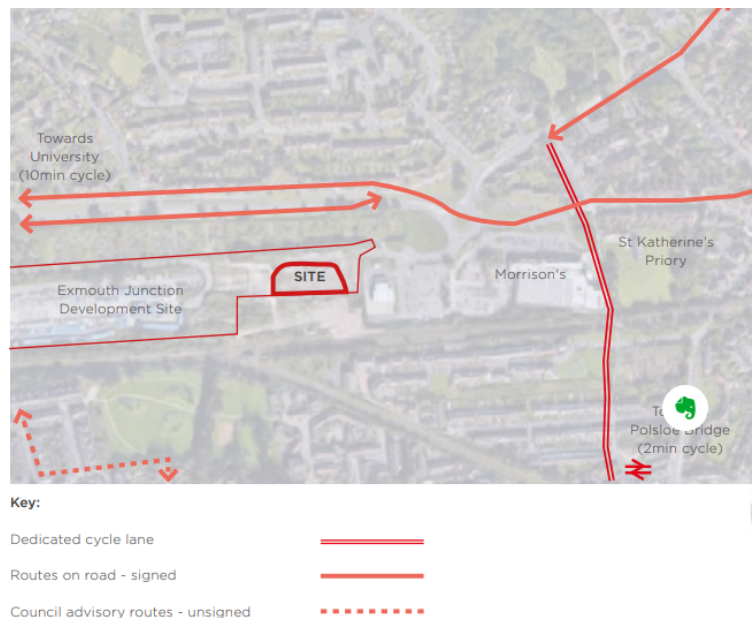 Towards
University
(10min cycle)
St Katherine's
Priory
SITE
Morrison's
Exmouth Junction
Development Site
Polsloe Bridge
(2min cycle)
Key:
Dedicated cycle lane
Routes on road - signed
Council advisory routes - unsigned